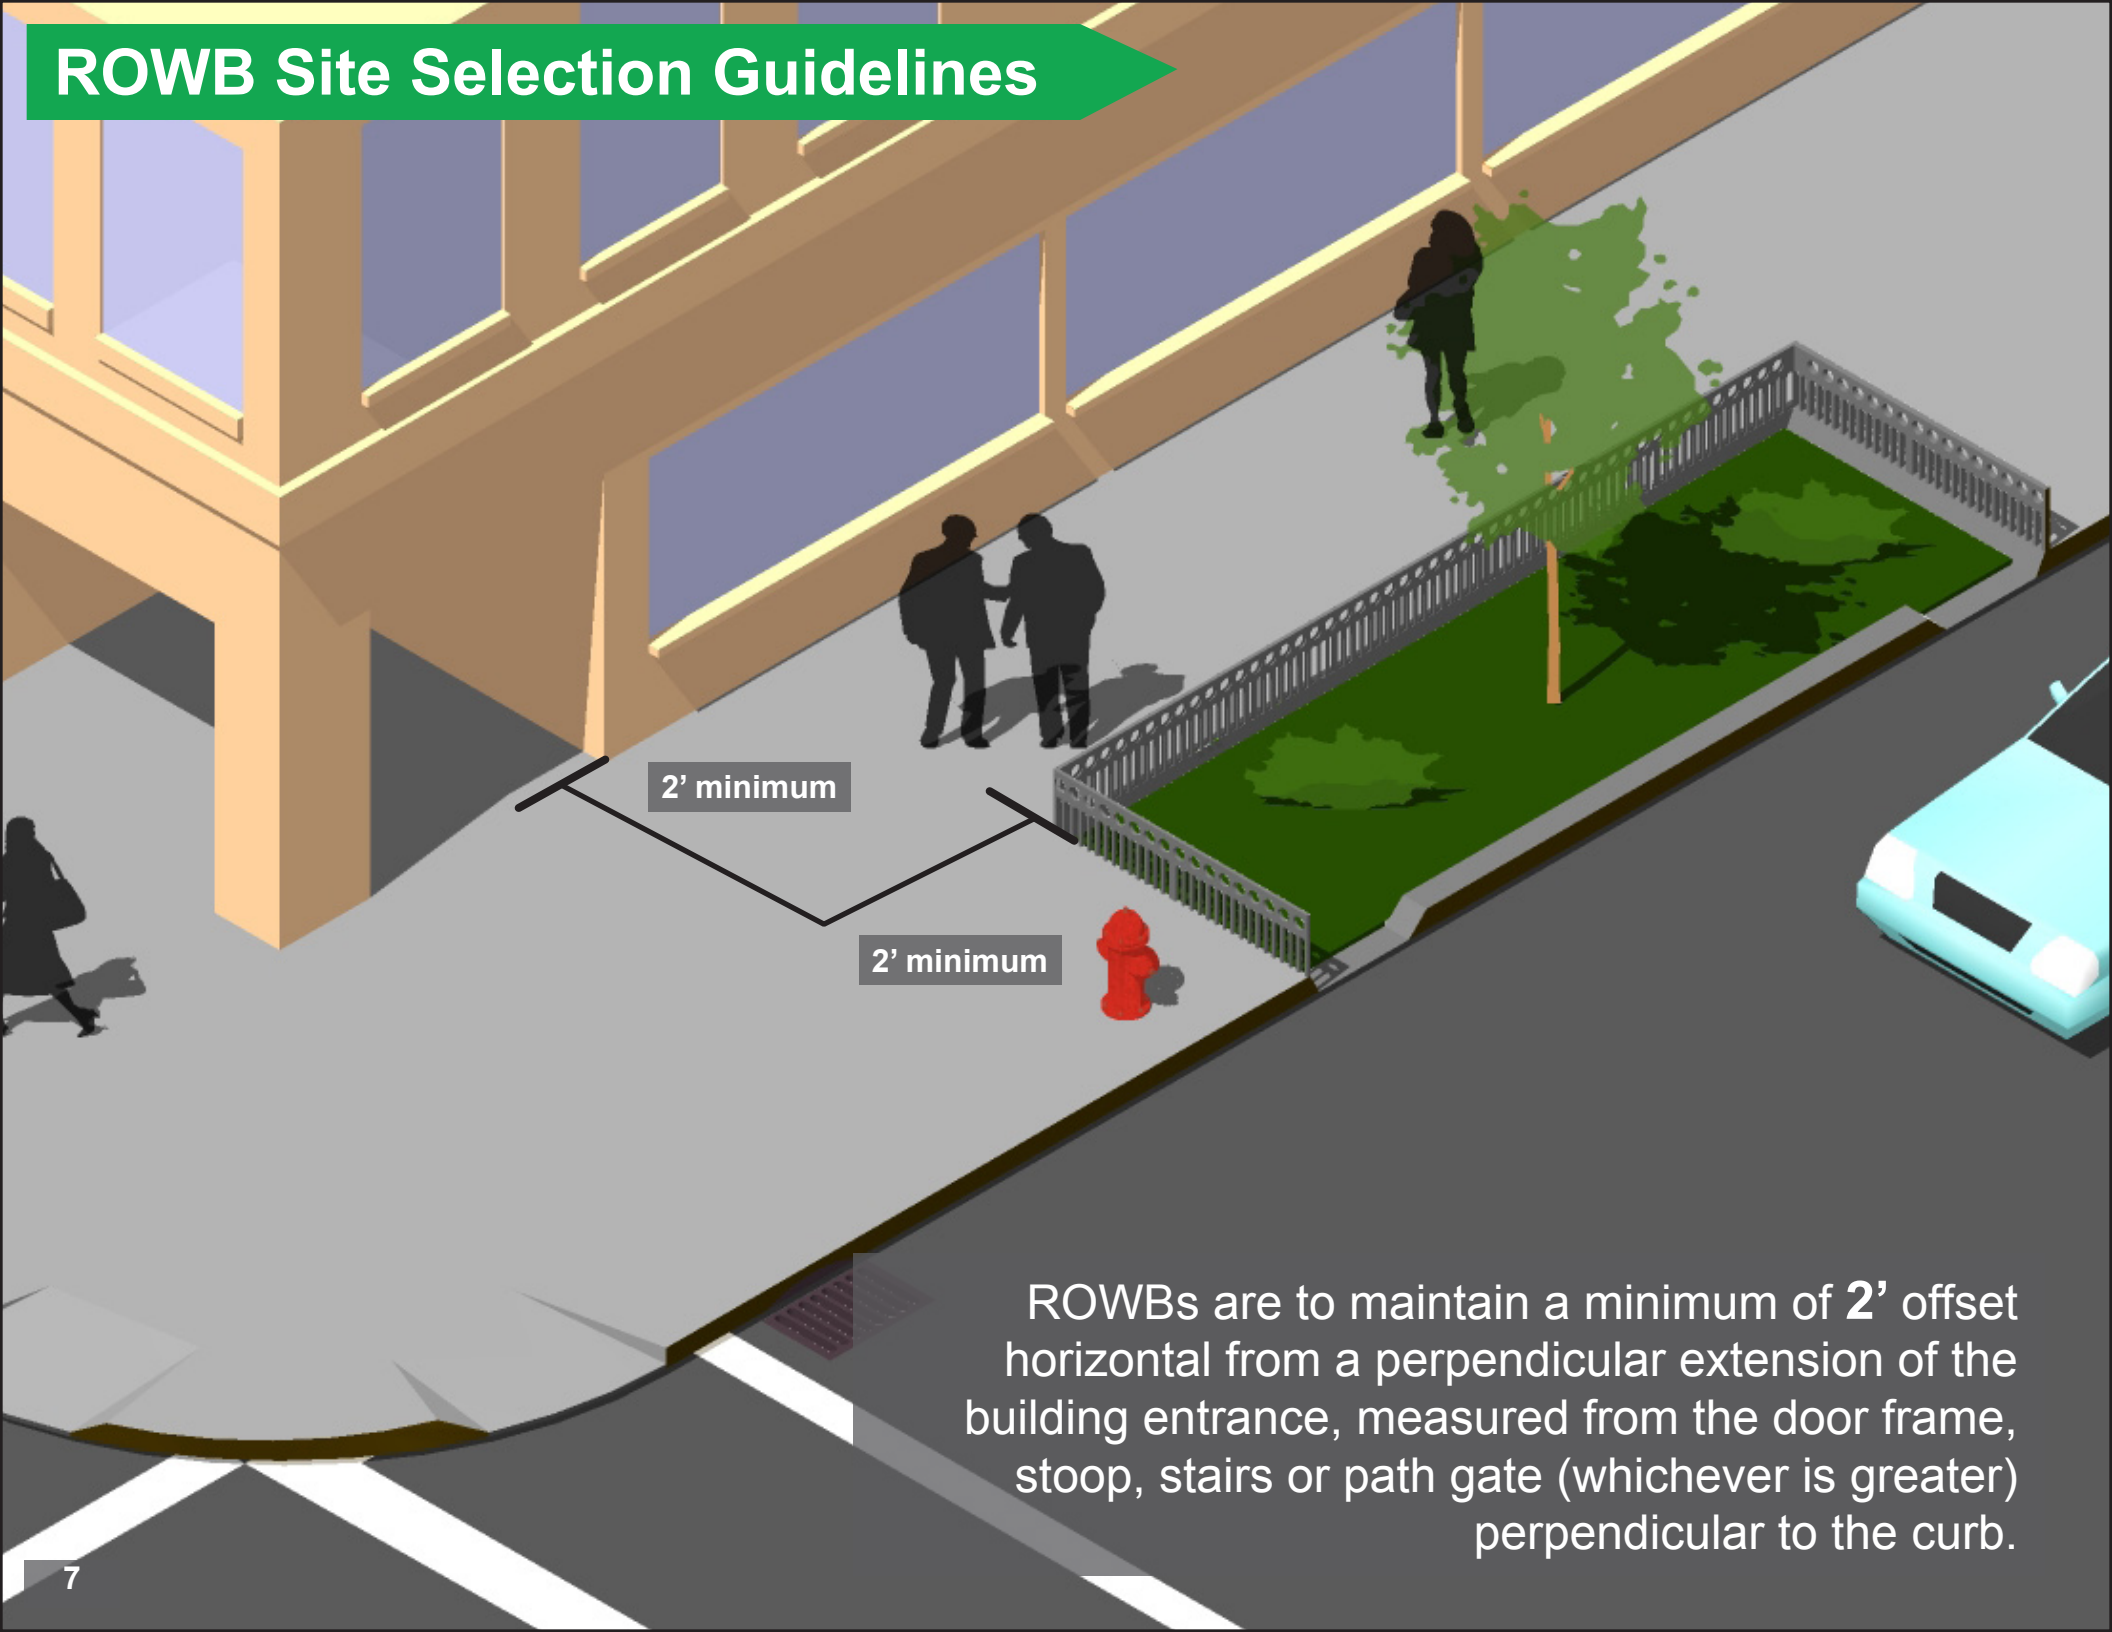 ROWB Site Selection Guidelines
2’ minimum
2’ minimum
ROWBs are to maintain a minimum of 2’ offset
horizontal from a perpendicular extension of the
building entrance, measured from the door frame,
stoop, stairs or path gate (whichever is greater)
perpendicular to the curb.
7